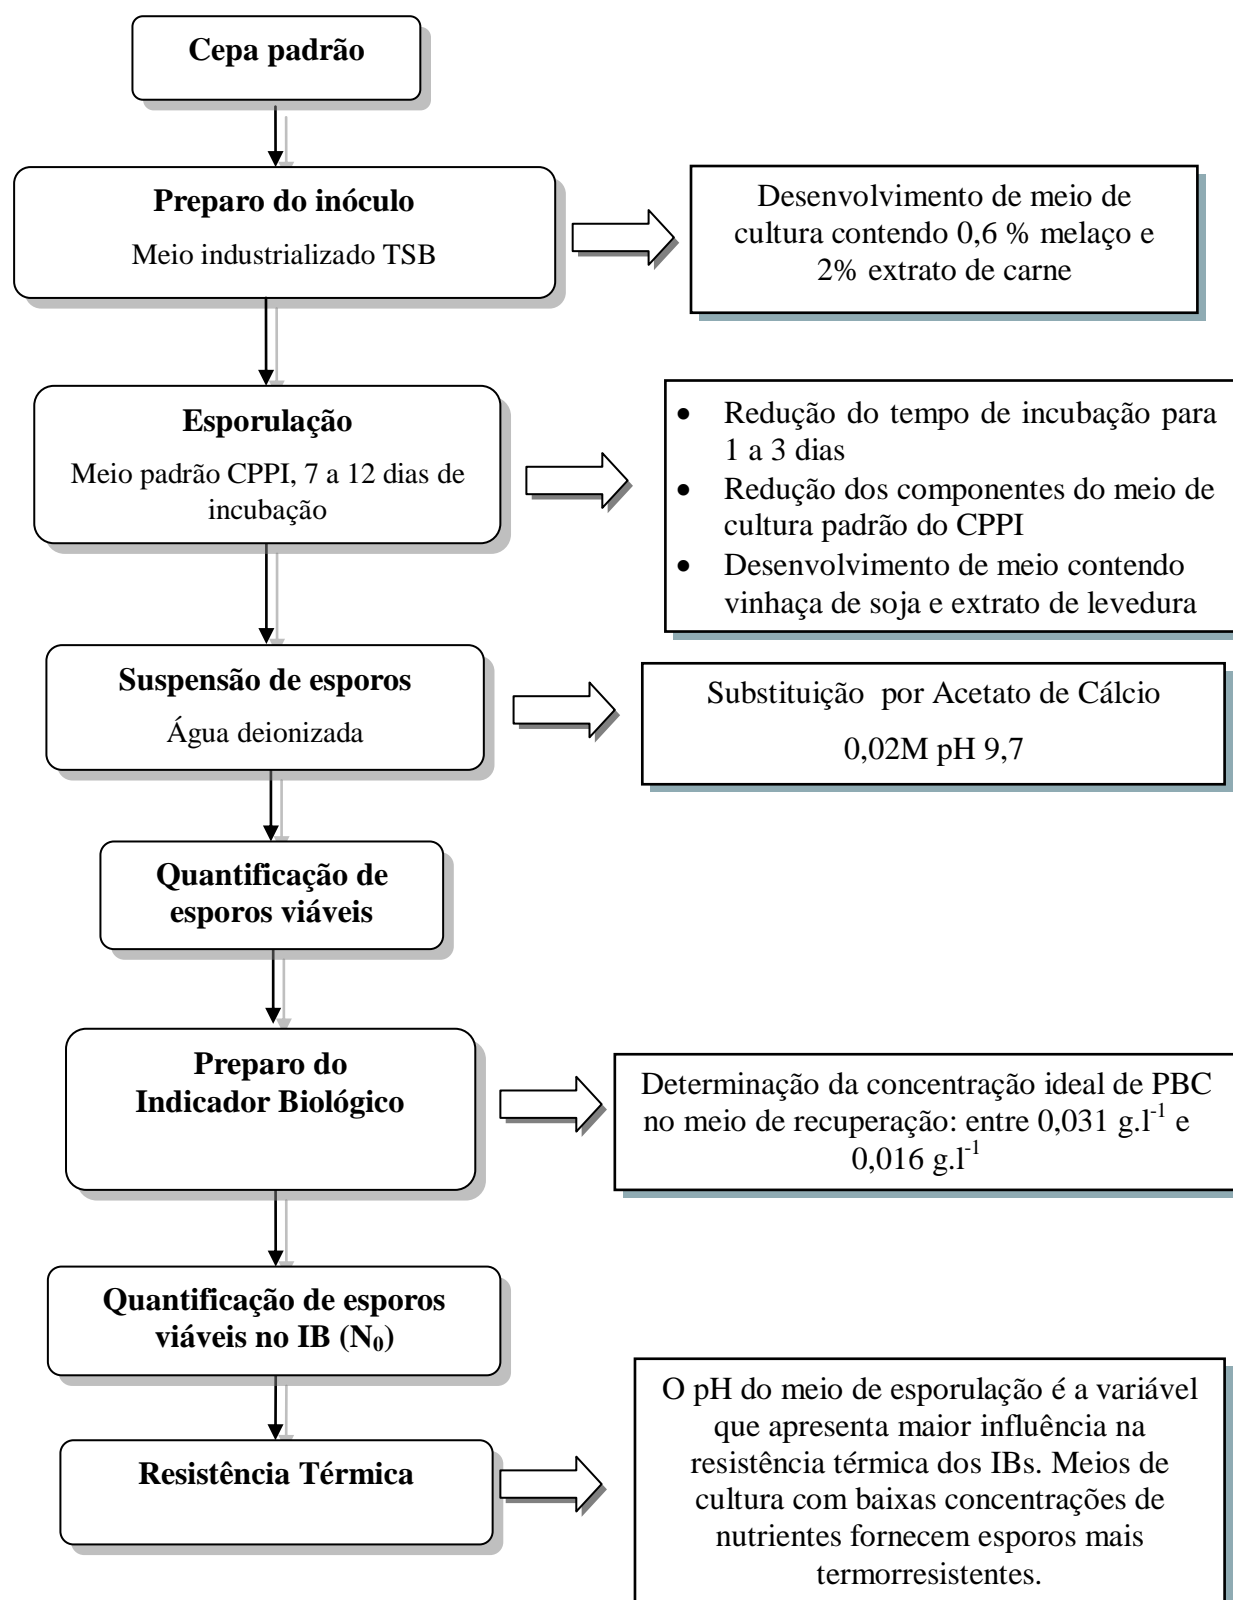 Cepa padrão
Preparo do inóculo
Meio industrializado TSB
Desenvolvimento de meio de
cultura contendo 0,6 % melaço e
2% extrato de carne
Esporulação
Meio padrão CPPI, 7 a 12 dias de
incubação
• Redução do tempo de incubação para
1 a 3 dias
• Redução dos componentes do meio de
cultura padrão do CPPI
• Desenvolvimento de meio contendo
vinhaça de soja e extrato de levedura
Suspensão de esporos
Água deionizada
Substituição por Acetato de Cálcio
0,02M pH 9,7
Quantificação de
esporos viáveis
Preparo do
Indicador Biológico
Determinação da concentração ideal de PBC
no meio de recuperação: entre 0,031 g.l⁻¹ e
0,016 g.l⁻¹
Quantificação de esporos
viáveis no IB (N₀)
Resistência Térmica
O pH do meio de esporulação é a variável
que apresenta maior influência na
resistência térmica dos IBs. Meios de
cultura com baixas concentrações de
nutrientes fornecem esporos mais
termorresistentes.